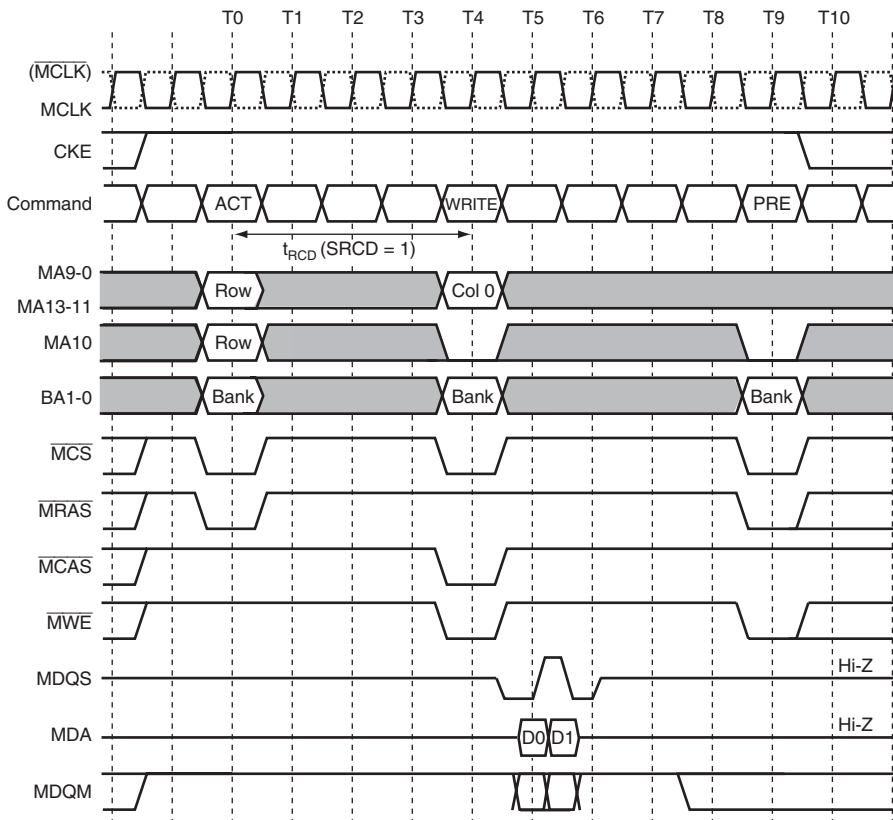 T0 T1 T2 T3 T4 T5 T6 T7 T8 T9 T10
(MCLK)
MCLK
CKE
Command ACT WRITE PRE
tRCD (SRCD = 1)
MA9-0
Row Col 0
MA13-11
MA10 Row
BA1-0 Bank Bank Bank
MCS
MRAS
MCAS
MWE
MDQS Hi-Z
MDA D0 D1 Hi-Z
MDQM